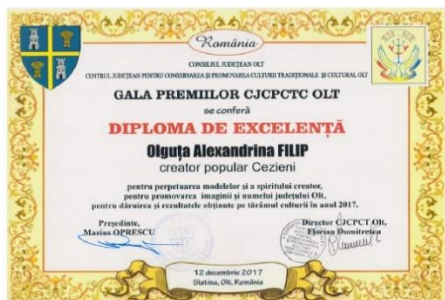 România
CONSILIUL JUDEȚEAN OLT
CENTRUL JUDEȚEAN PENTRU CONSERVAREA ȘI PROMOVAREA CULTURII TRADIȚIONALE ȘI CULTURAL OLT
GALA PREMIILOR CJCPCTC OLT
se conferă
DIPLOMA DE EXCELENȚĂ
Olguța Alexandrina FILIP
creator popular Cezieni
pentru perpetuarea modelelor și a spiritului creator,
pentru promovarea imaginii și numelui județului Olt,
pentru dăruirea și rezultatele obținute pe tărâmul culturii în anul 2017.
Președinte,
Marius OPRESCU
Director CJCPCT Olt,
Florian Dumitrescu
12 decembrie 2017
Slatina, Olt, România